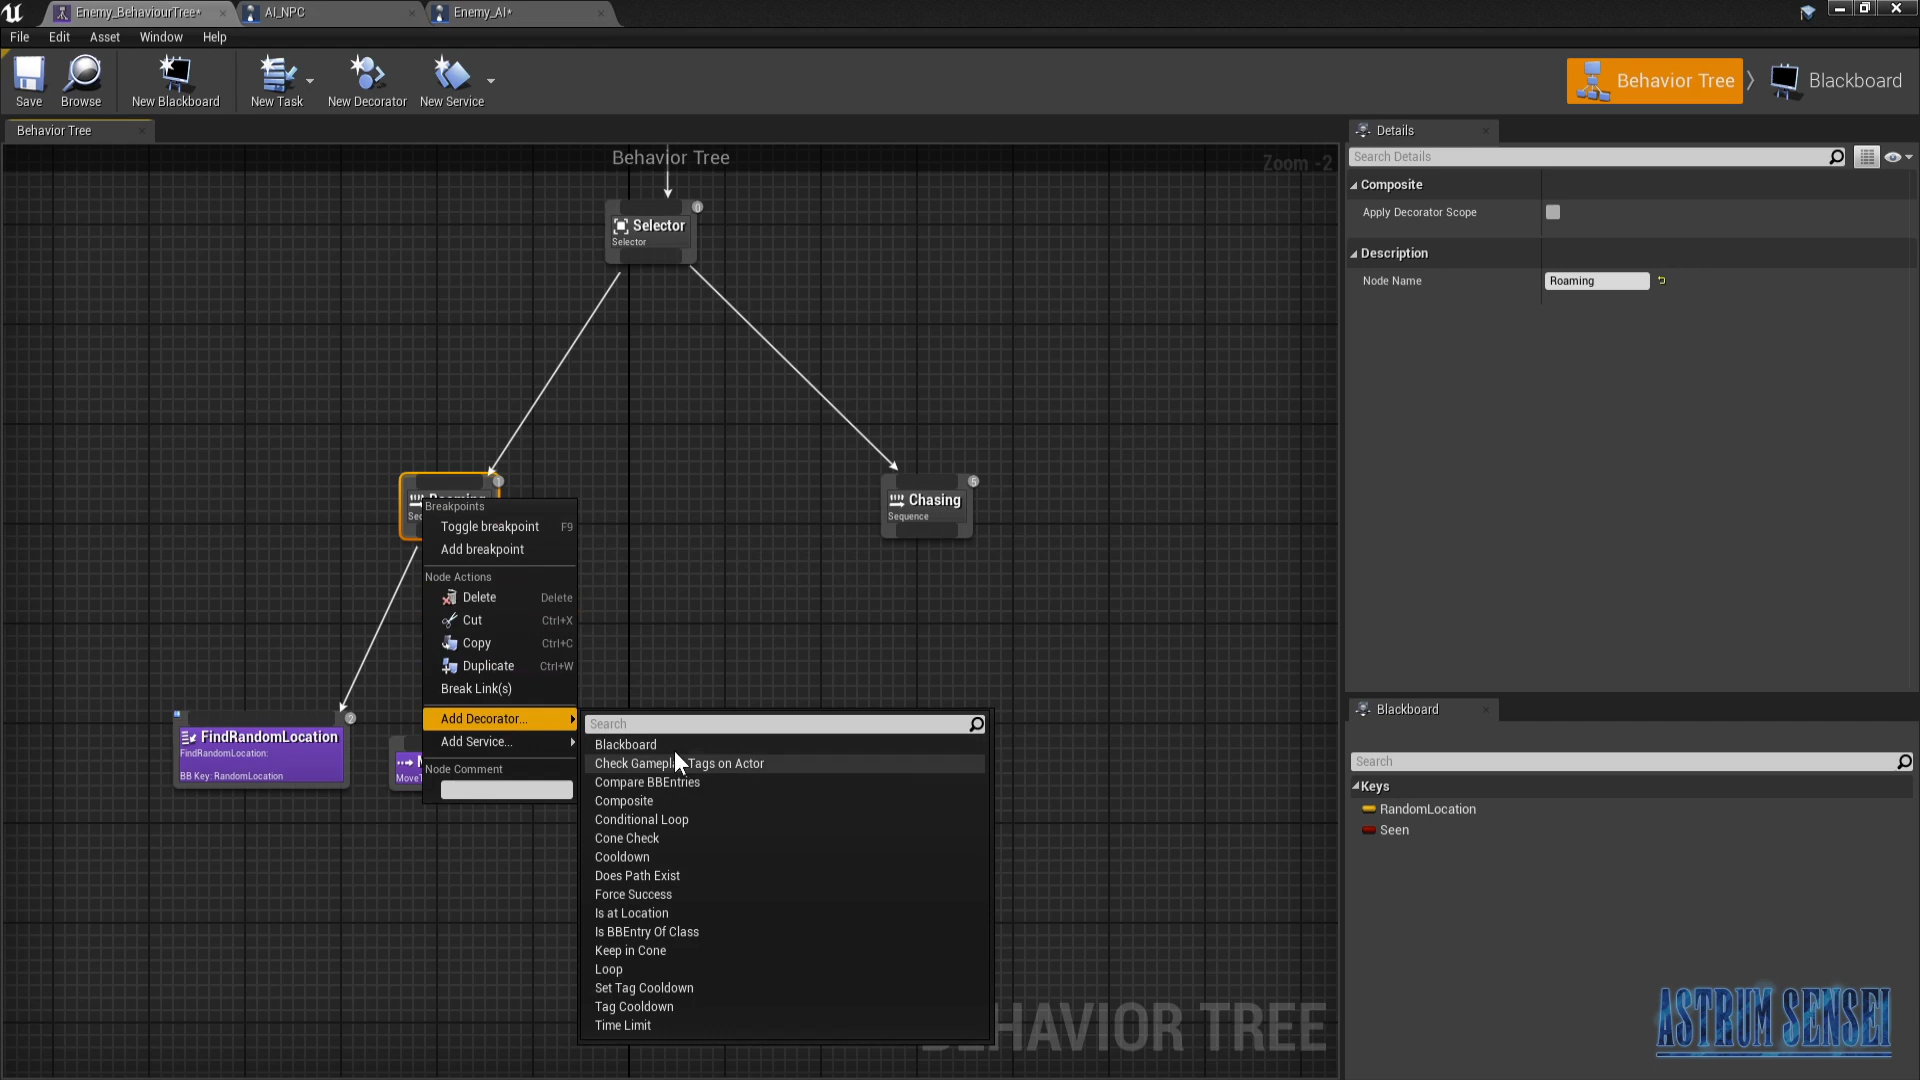 Enemy_BehaviourTree*
AI_NPC
Enemy_AI*
File
Edit
Asset
Window
Help
Save
Browse
New Blackboard
New Task
New Decorator
New Service
Behavior Tree
Blackboard
Behavior Tree
Details
Behavior Tree
Zoom -2
Search Details
Composite
Apply Decorator Scope
Description
Node Name
Roaming
0
Selector
Selector
1
5
Chasing
Sequence
Breakpoints
Toggle breakpoint F9
Add breakpoint
Node Actions
Delete Delete
Cut Ctrl+X
Copy Ctrl+C
Duplicate Ctrl+W
Break Link(s)
Add Decorator...
Add Service...
Node Comment
2
FindRandomLocation
FindRandomLocation:
BB Key: RandomLocation
Search
Blackboard
Check Gameplay Tags on Actor
Compare BBEntries
Composite
Conditional Loop
Cone Check
Cooldown
Does Path Exist
Force Success
Is at Location
Is BBEntry Of Class
Keep in Cone
Loop
Set Tag Cooldown
Tag Cooldown
Time Limit
Blackboard
Search
Keys
RandomLocation
Seen
HAVIOR TREE
ASTRUM SENSEI